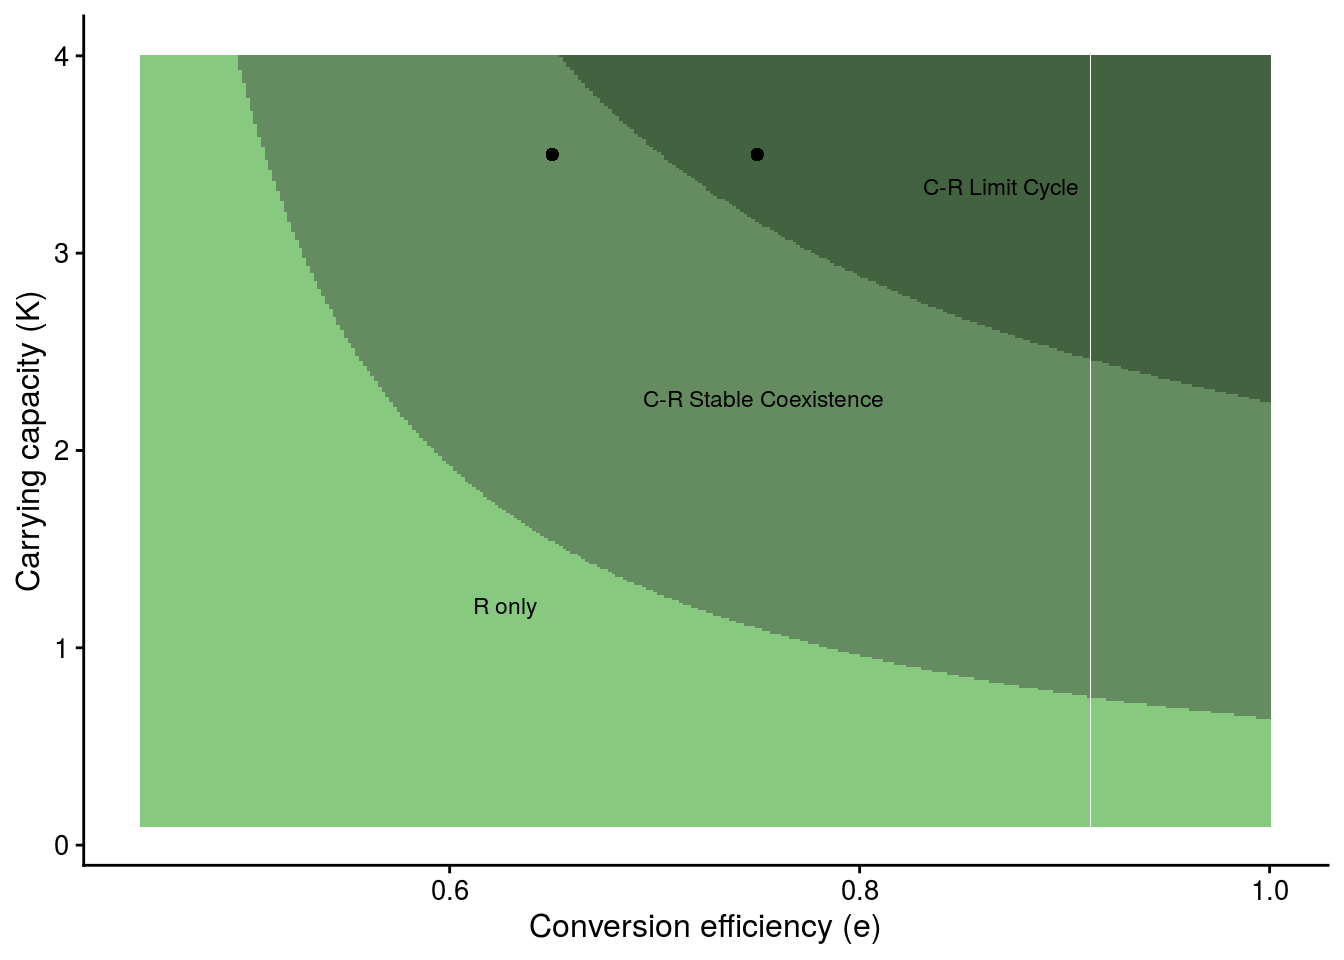 4
3
2
1
0
Carrying capacity (K)
C-R Limit Cycle
C-R Stable Coexistence
R only
0.6
0.8
1.0
Conversion efficiency (e)